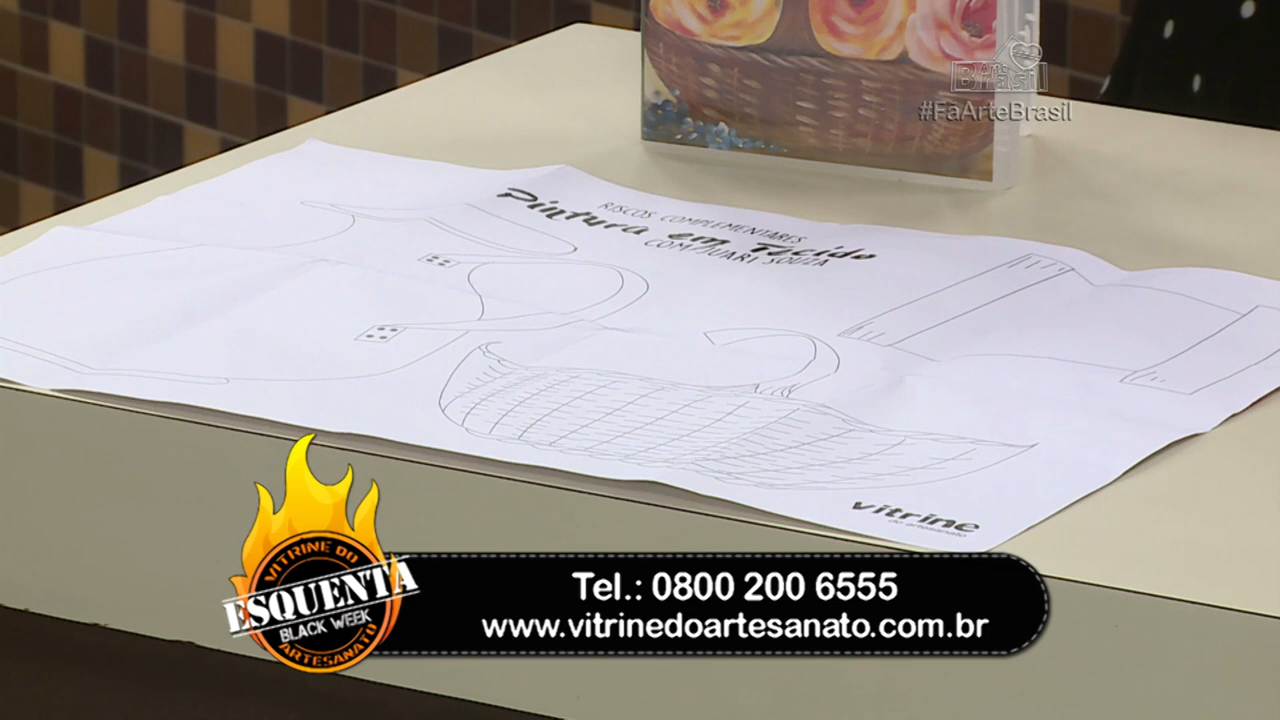 Brasil
#FaArteBrasil
RISCOS COMPLEMENTARES
Pintura em Tecido
COM JUARI SOUZA
vitrine
do artesanato
VITRINE DO
ESQUENTA
BLACK WEEK
ARTESANATO
Tel.: 0800 200 6555
www.vitrinedoartesanato.com.br